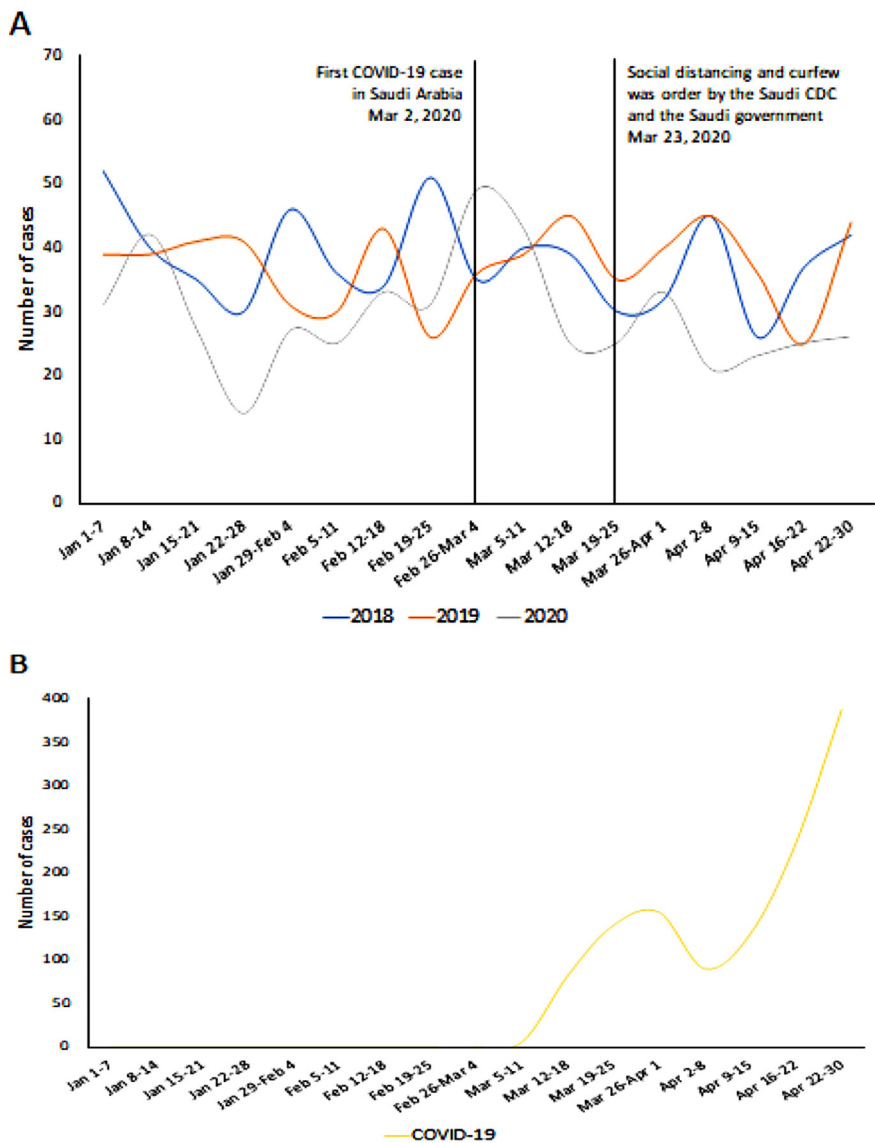 A
70
First COVID-19 case
in Saudi Arabia
Mar 2, 2020
Social distancing and curfew
was order by the Saudi CDC
and the Saudi government
Mar 23, 2020
60
50
40
30
20
10
0
Number of cases
Jan 1-7
Jan 8-14
Jan 15-21
Jan 22-28
Jan 29-Feb 4
Feb 5-11
Feb 12-18
Feb 19-25
Feb 26-Mar 4
Mar 5-11
Mar 12-18
Mar 19-25
Mar 26-Apr 1
Apr 2-8
Apr 9-15
Apr 16-22
Apr 22-30
2018 2019 2020
B
400
350
300
250
200
150
100
50
0
Number of cases
Jan 1-7
Jan 8-14
Jan 15-21
Jan 22-28
Jan 29-Feb 4
Feb 5-11
Feb 12-18
Feb 19-25
Feb 26-Mar 4
Mar 5-11
Mar 12-18
Mar 19-25
Mar 26-Apr 1
Apr 2-8
Apr 9-15
Apr 16-22
Apr 22-30
COVID-19